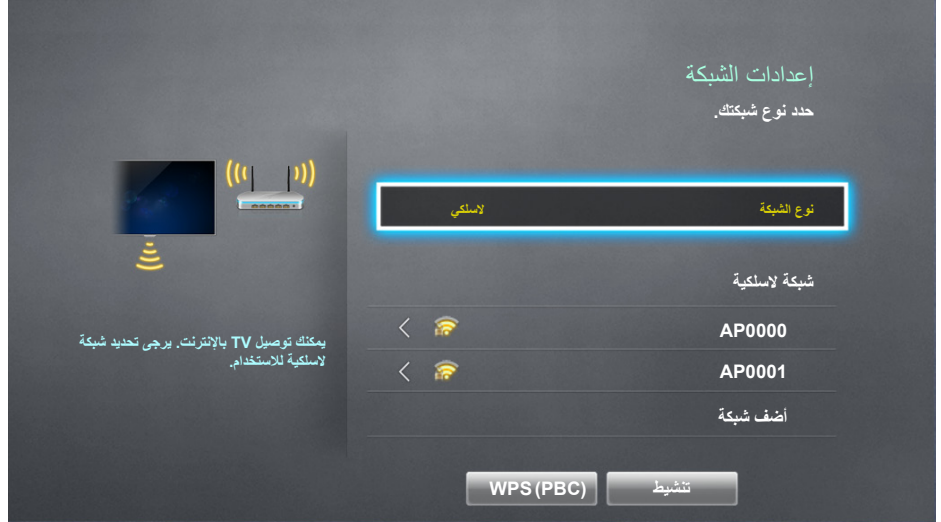 إعدادات الشبكة
حدد نوع شبكتك.
نوع الشبكة لاسلكي
شبكة لاسلكية
AP0000
AP0001
أضف شبكة
يمكنك توصيل TV بالإنترنت. يرجى تحديد شبكة
لاسلكية للاستخدام.
تنشيط WPS (PBC)